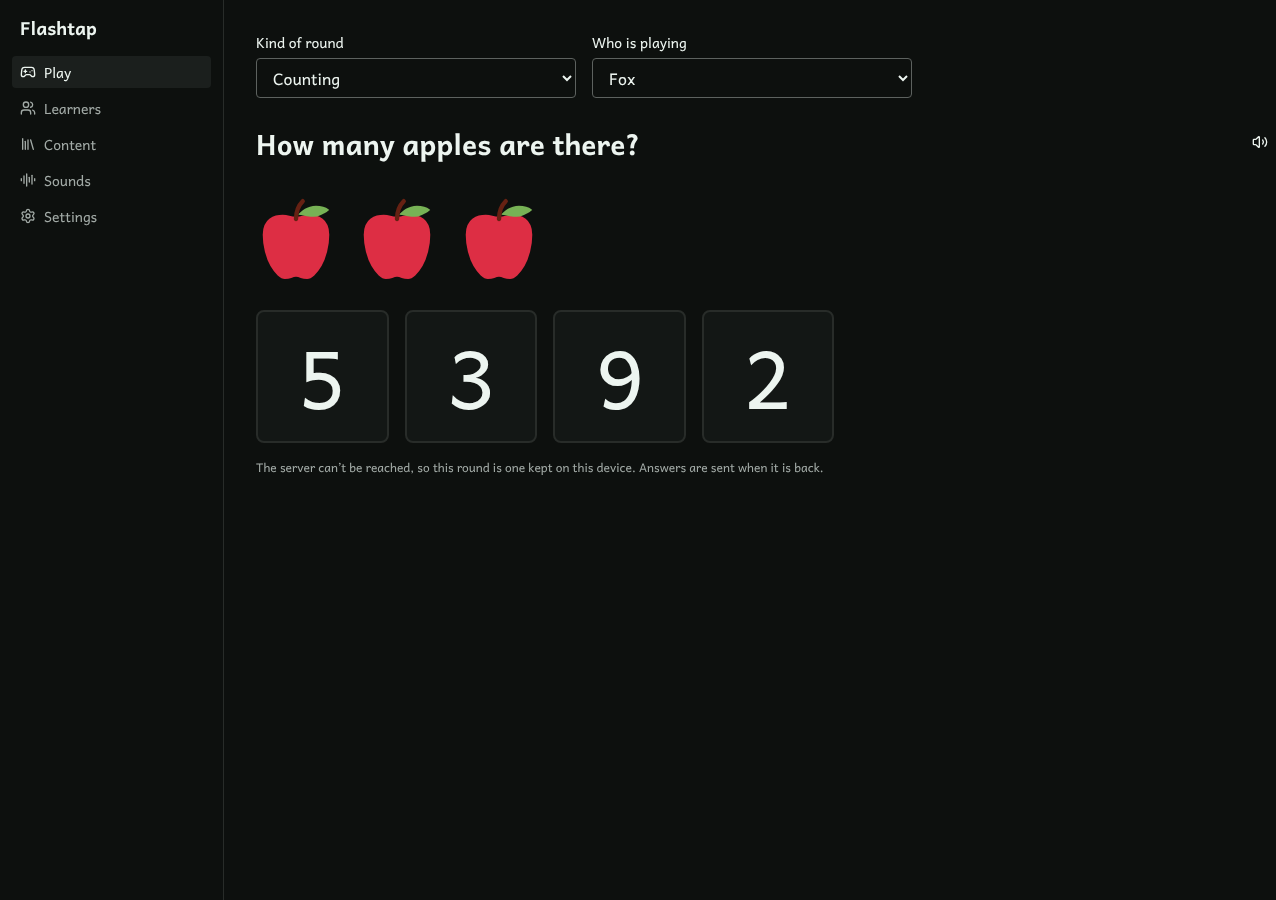 Flashtap
Play
Learners
Content
Sounds
Settings
Kind of round
Counting
Who is playing
Fox
How many apples are there?
5
3
9
2
The server can't be reached, so this round is one kept on this device. Answers are sent when it is back.